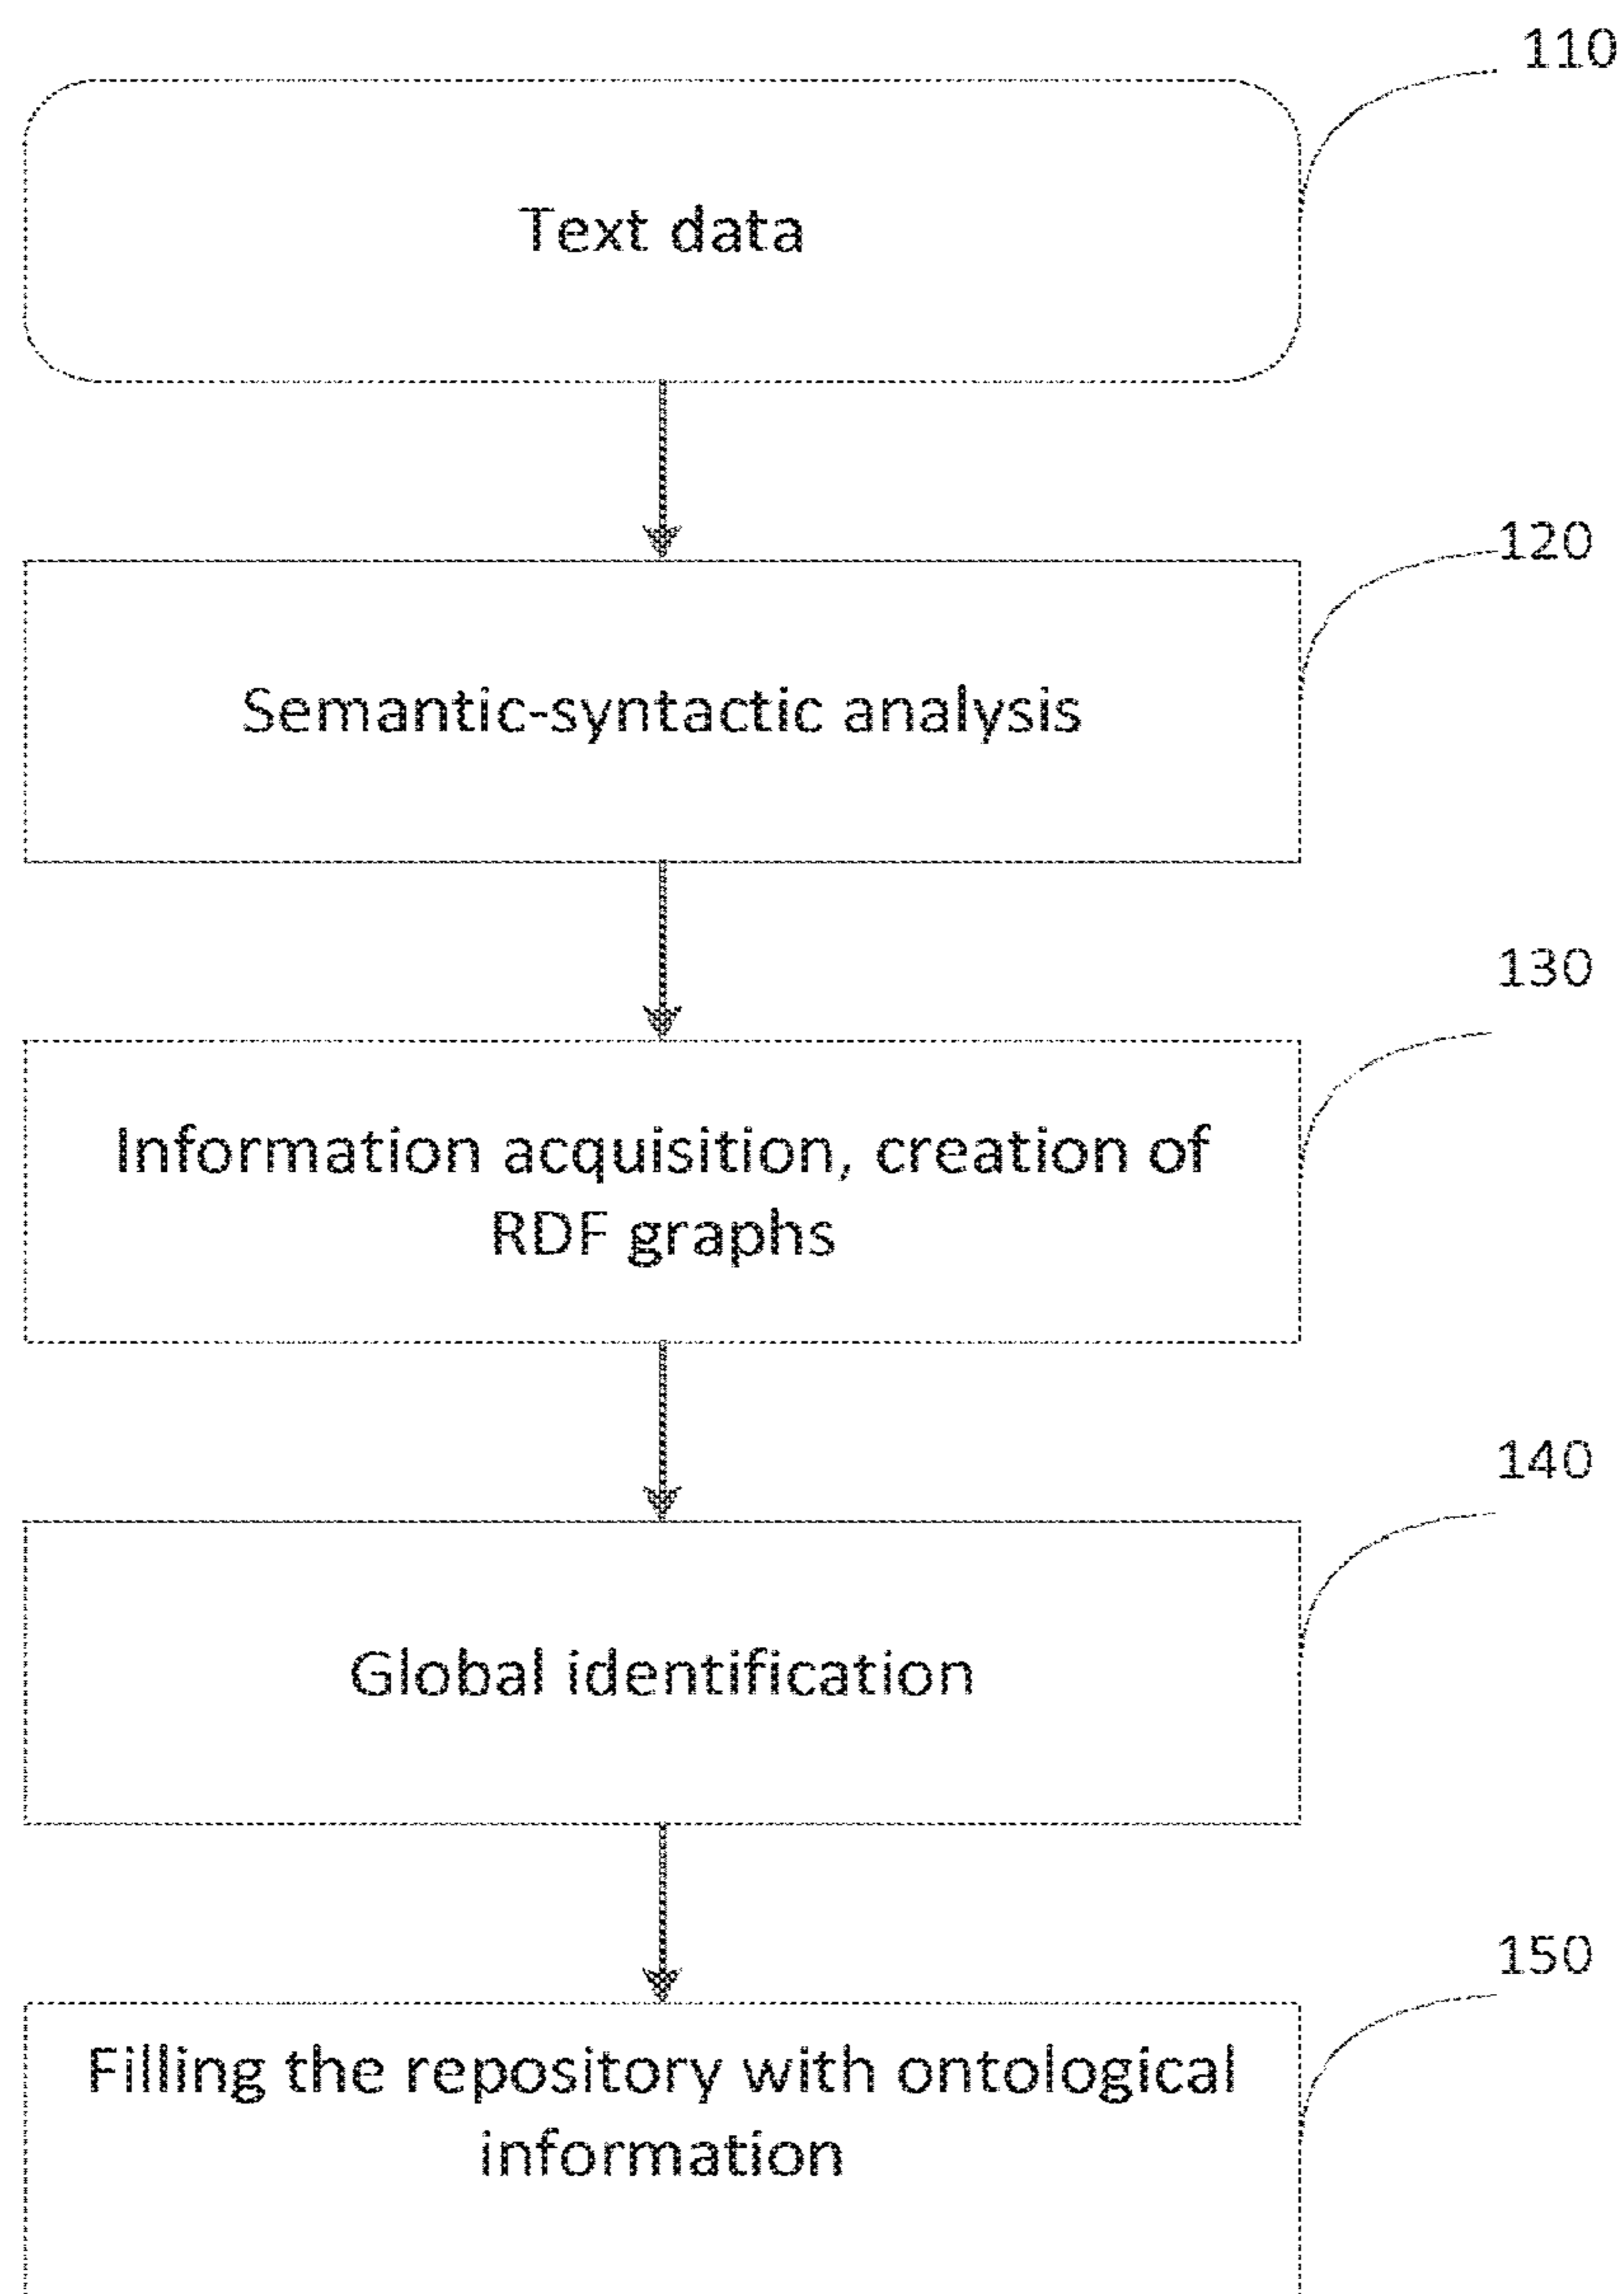 110
Text data
120
Semantic-syntactic analysis
130
Information acquisition, creation of
RDF graphs
140
Global identification
150
Filling the repository with ontological
information